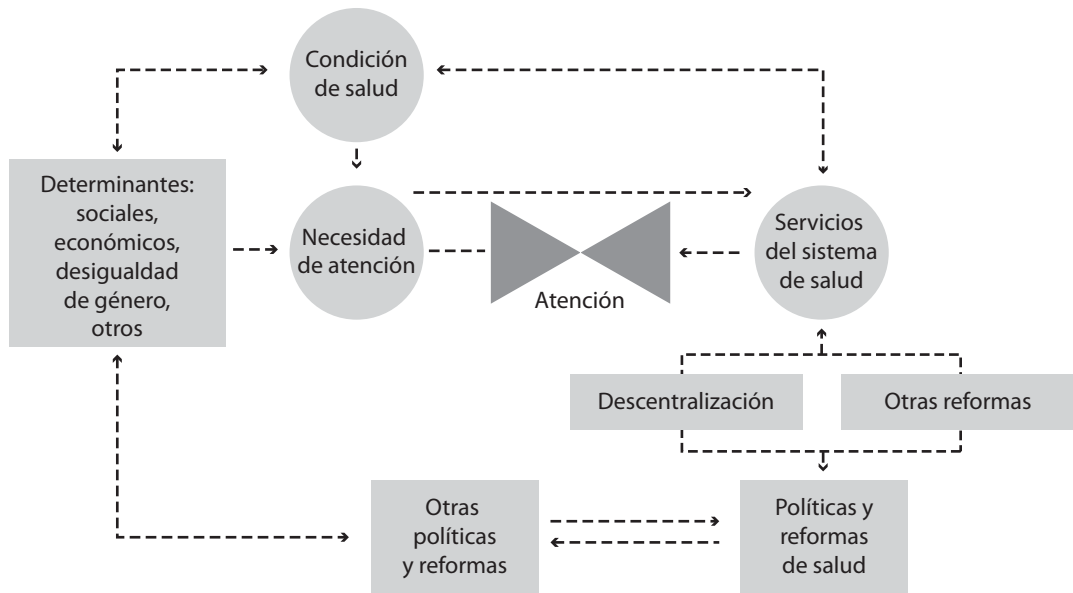 Condición
de salud
Determinantes:
sociales,
económicos,
desigualdad
de género,
otros
Necesidad
de atención
Atención
Servicios
del sistema
de salud
Descentralización
Otras reformas
Otras
políticas
y reformas
Políticas y
reformas
de salud